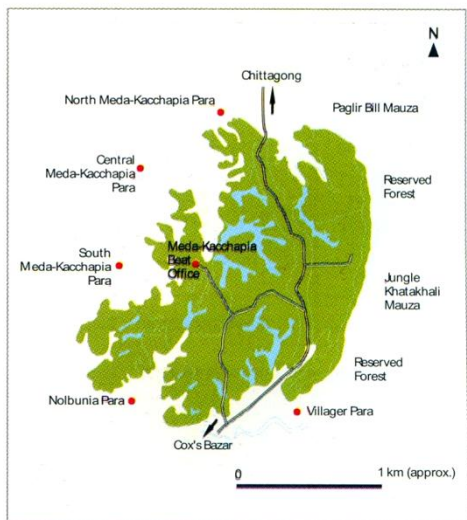 N
Chittagong
North Meda-Kacchapia Para
Paglir Bill Mauza
Central
Meda-Kacchapia
Para
Reserved
Forest
South
Meda-Kacchapia
Para
Meda-Kacchapia
Beat
Office
Jungle
Khatakhali
Mauza
Reserved
Forest
Nolbunia Para
Villager Para
Cox's Bazar
0
1 km (approx.)